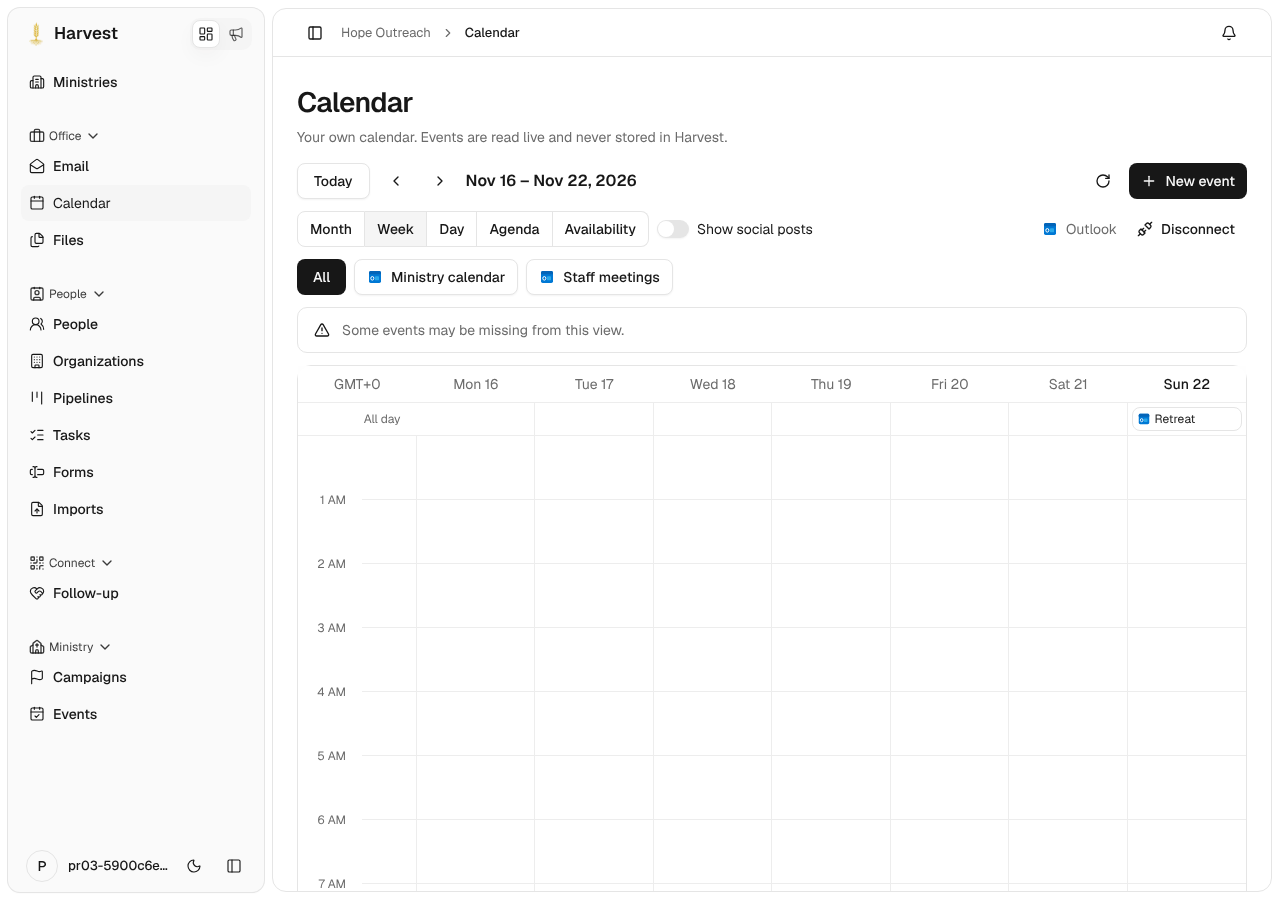 Harvest
Ministries
Office
Email
Calendar
Files
People
People
Organizations
Pipelines
Tasks
Forms
Imports
Connect
Follow-up
Ministry
Campaigns
Events
P pr03-5900c6e...
Hope Outreach > Calendar
Calendar
Your own calendar. Events are read live and never stored in Harvest.
Today Nov 16 – Nov 22, 2026 New event
Month Week Day Agenda Availability Show social posts Outlook Disconnect
All Ministry calendar Staff meetings
Some events may be missing from this view.
GMT+0 Mon 16 Tue 17 Wed 18 Thu 19 Fri 20 Sat 21 Sun 22
All day Retreat
1 AM
2 AM
3 AM
4 AM
5 AM
6 AM
7 AM